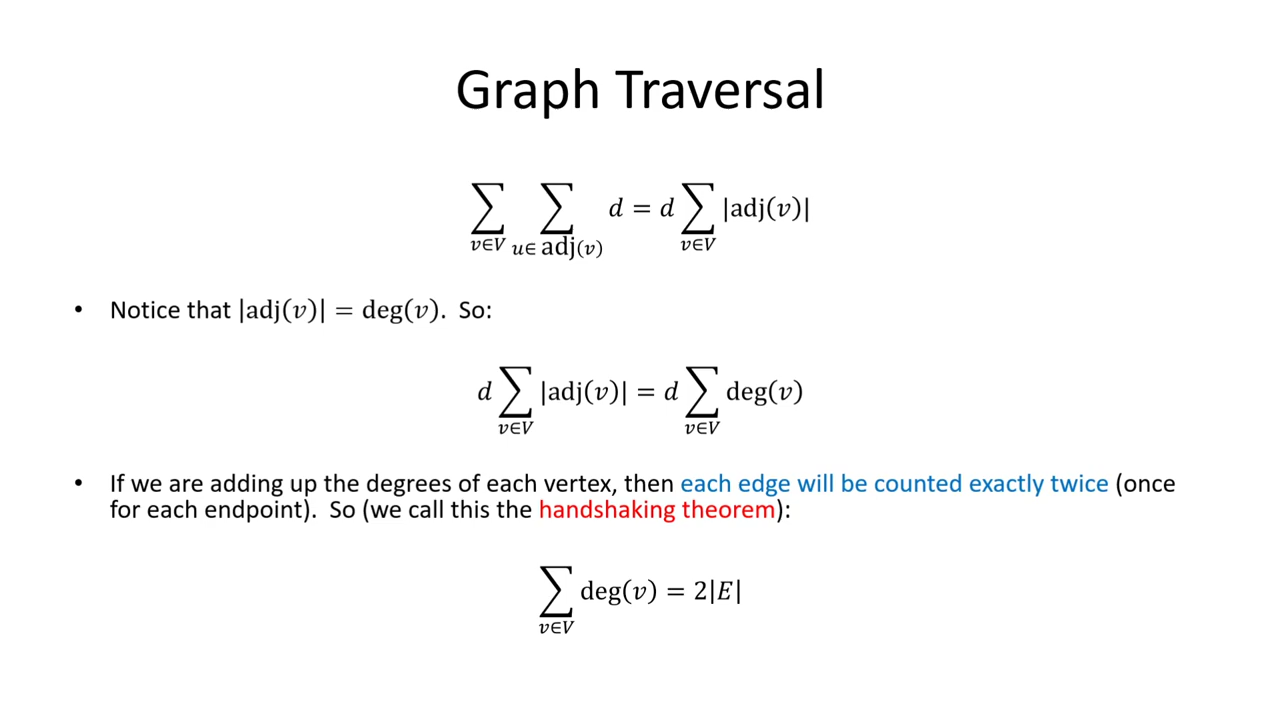 Graph Traversal
∑_{v∈V} ∑_{u∈ adj(v)} d = d ∑_{v∈V} |adj(v)|
• Notice that |adj(v)| = deg(v). So:
d ∑_{v∈V} |adj(v)| = d ∑_{v∈V} deg(v)
• If we are adding up the degrees of each vertex, then each edge will be counted exactly twice (once
for each endpoint). So (we call this the handshaking theorem):
∑_{v∈V} deg(v) = 2|E|